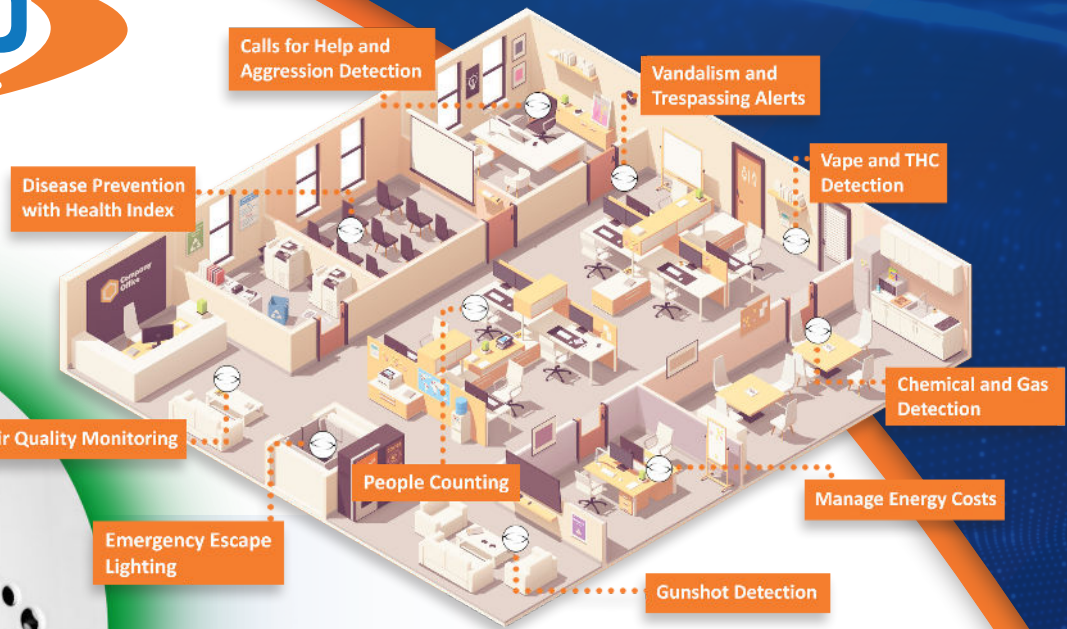 Calls for Help and
Aggression Detection
Vandalism and
Trespassing Alerts
Vape and THC
Detection
Disease Prevention
with Health Index
Company
Office
Chemical and Gas
Detection
ir Quality Monitoring
People Counting
Manage Energy Costs
Emergency Escape
Lighting
Gunshot Detection